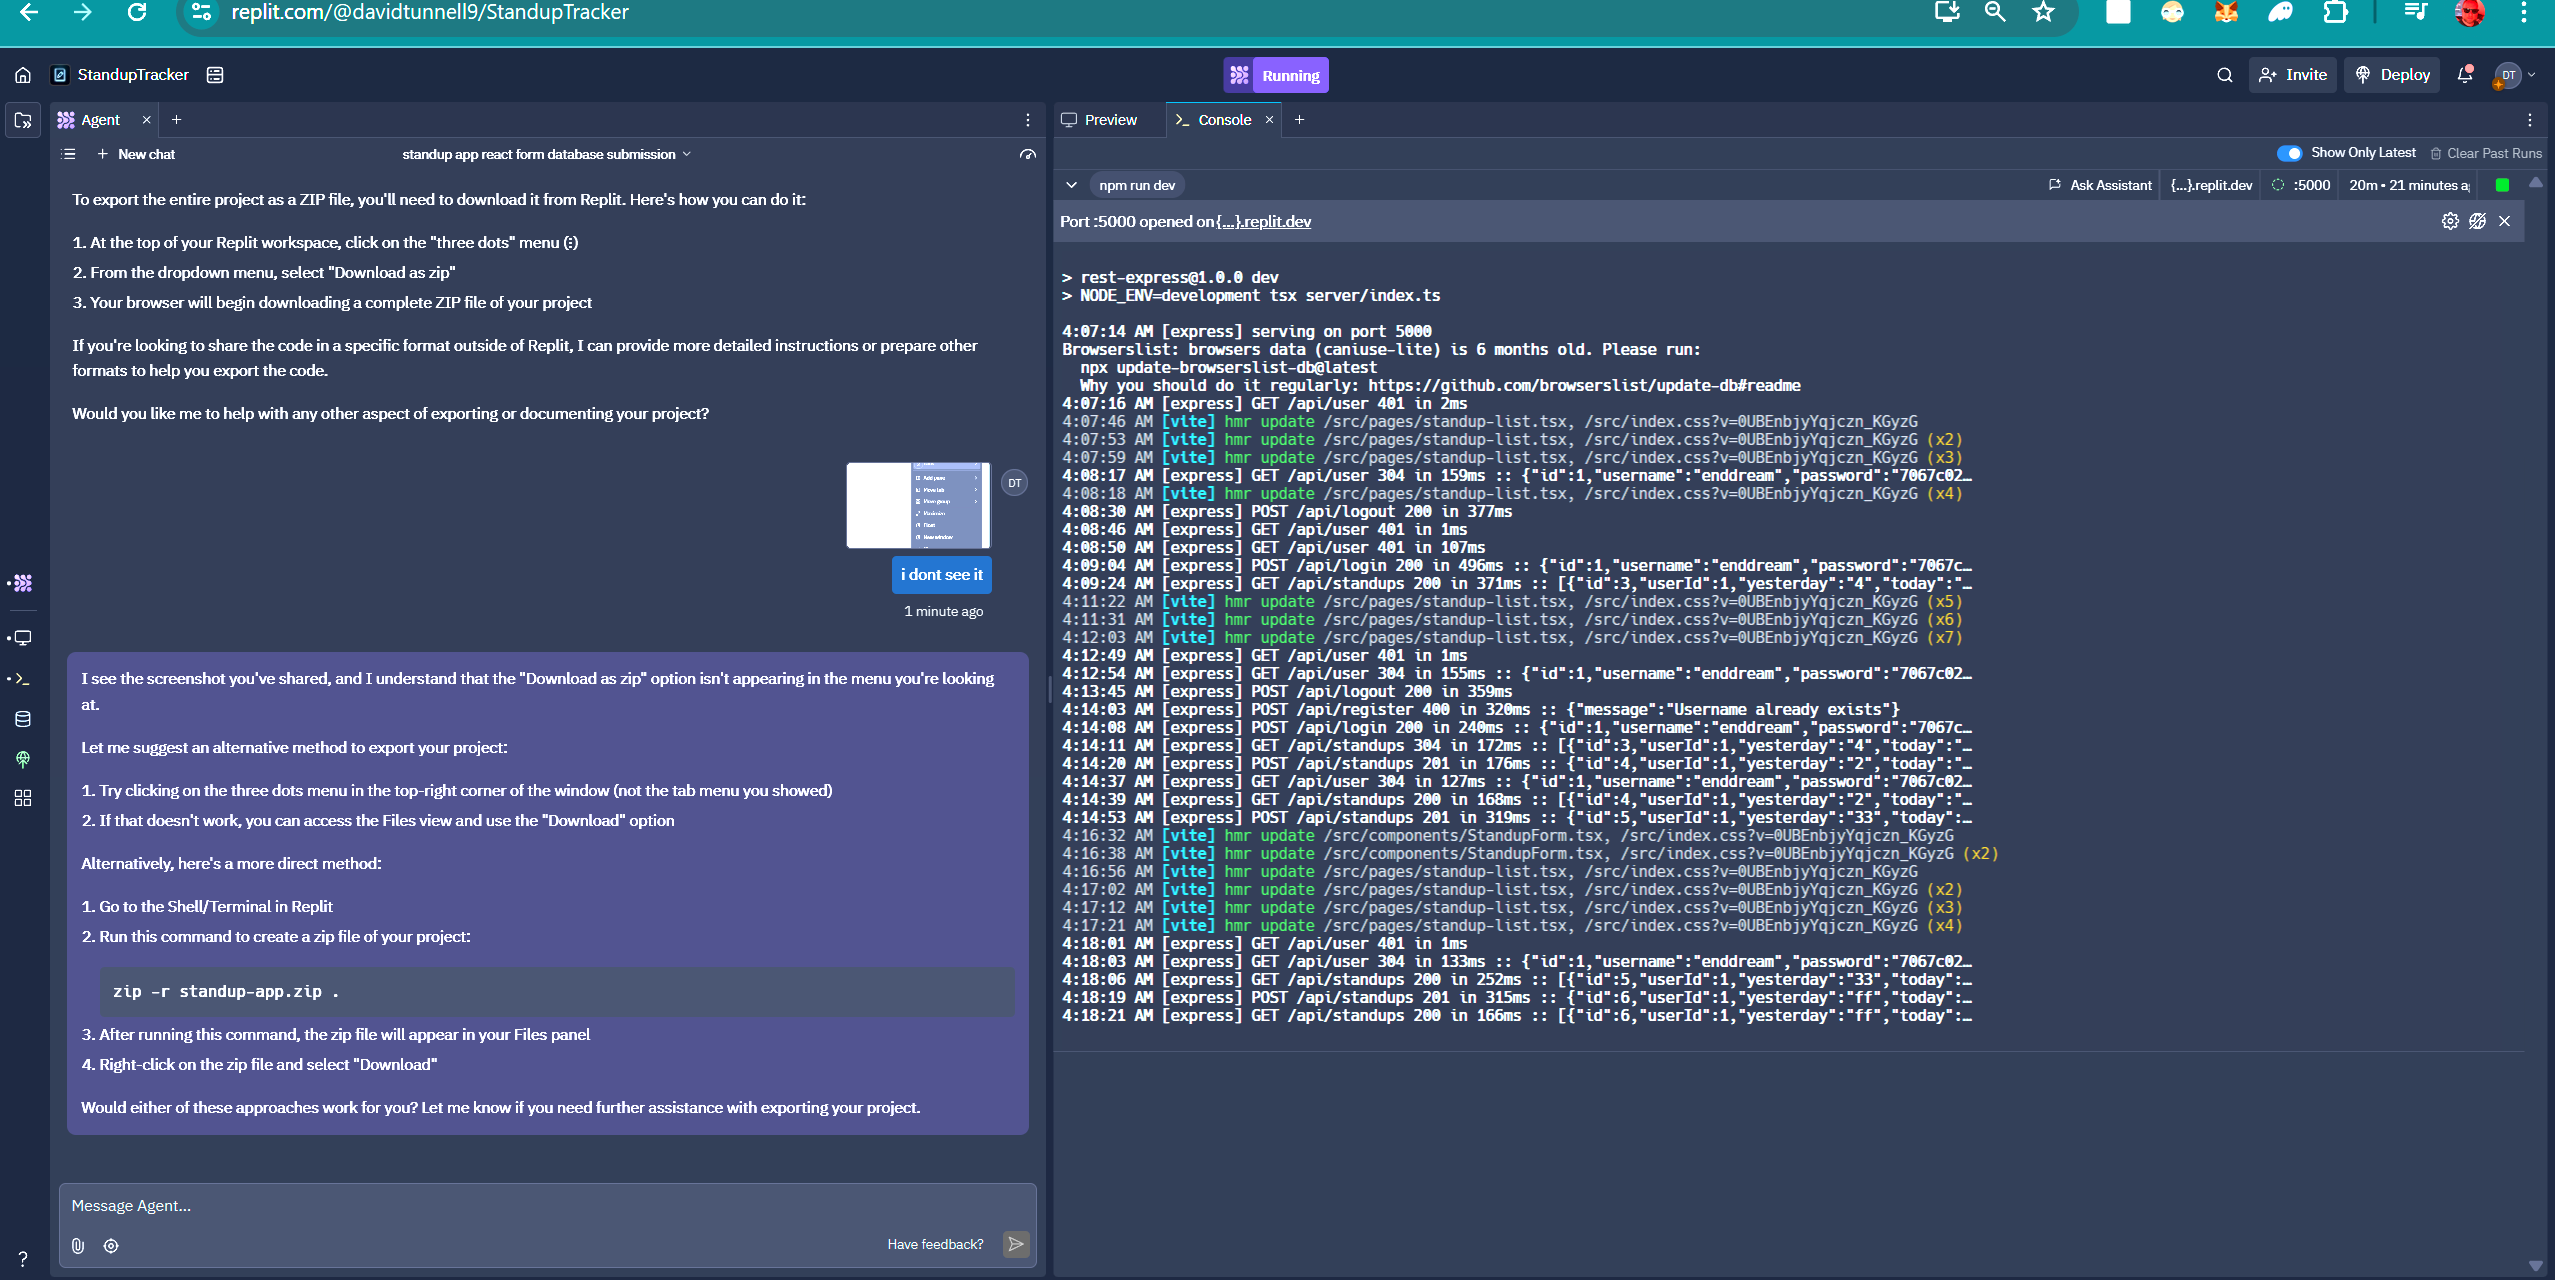 replit.com/@davidtunnell9/StandupTracker
StandupTracker
Running
Invite
Deploy
DT
Agent
New chat
standup app react form database submission
To export the entire project as a ZIP file, you'll need to download it from Replit. Here's how you can do it:
1. At the top of your Replit workspace, click on the "three dots" menu (⋮)
2. From the dropdown menu, select "Download as zip"
3. Your browser will begin downloading a complete ZIP file of your project
If you're looking to share the code in a specific format outside of Replit, I can provide more detailed instructions or prepare other
formats to help you export the code.
Would you like me to help with any other aspect of exporting or documenting your project?
Add pane
Move tab
Move group
Maximize
Float
New window
DT
i dont see it
1 minute ago
I see the screenshot you've shared, and I understand that the "Download as zip" option isn't appearing in the menu you're looking
at.
Let me suggest an alternative method to export your project:
1. Try clicking on the three dots menu in the top-right corner of the window (not the tab menu you showed)
2. If that doesn't work, you can access the Files view and use the "Download" option
Alternatively, here's a more direct method:
1. Go to the Shell/Terminal in Replit
2. Run this command to create a zip file of your project:
zip -r standup-app.zip .
3. After running this command, the zip file will appear in your Files panel
4. Right-click on the zip file and select "Download"
Would either of these approaches work for you? Let me know if you need further assistance with exporting your project.
Message Agent...
Have feedback?
Preview
Console
Show Only Latest
Clear Past Runs
npm run dev
Ask Assistant
{...}.replit.dev
:5000
20m • 21 minutes a
Port :5000 opened on {...}.replit.dev
> rest-express@1.0.0 dev
> NODE_ENV=development tsx server/index.ts
4:07:14 AM [express] serving on port 5000
Browserslist: browsers data (caniuse-lite) is 6 months old. Please run:
npx update-browserslist-db@latest
Why you should do it regularly: https://github.com/browserslist/update-db#readme
4:07:16 AM [express] GET /api/user 401 in 2ms
4:07:46 AM [vite] hmr update /src/pages/standup-list.tsx, /src/index.css?v=0UBEnbjyYqjczn_KGyzG
4:07:53 AM [vite] hmr update /src/pages/standup-list.tsx, /src/index.css?v=0UBEnbjyYqjczn_KGyzG (x2)
4:07:59 AM [vite] hmr update /src/pages/standup-list.tsx, /src/index.css?v=0UBEnbjyYqjczn_KGyzG (x3)
4:08:17 AM [express] GET /api/user 304 in 159ms :: {"id":1,"username":"enddream","password":"7067c02…
4:08:18 AM [vite] hmr update /src/pages/standup-list.tsx, /src/index.css?v=0UBEnbjyYqjczn_KGyzG (x4)
4:08:30 AM [express] POST /api/logout 200 in 377ms
4:08:46 AM [express] GET /api/user 401 in 1ms
4:08:50 AM [express] GET /api/user 401 in 107ms
4:09:04 AM [express] POST /api/login 200 in 496ms :: {"id":1,"username":"enddream","password":"7067c…
4:09:24 AM [express] GET /api/standups 200 in 371ms :: [{"id":3,"userId":1,"yesterday":"4","today":"…
4:11:22 AM [vite] hmr update /src/pages/standup-list.tsx, /src/index.css?v=0UBEnbjyYqjczn_KGyzG (x5)
4:11:31 AM [vite] hmr update /src/pages/standup-list.tsx, /src/index.css?v=0UBEnbjyYqjczn_KGyzG (x6)
4:12:03 AM [vite] hmr update /src/pages/standup-list.tsx, /src/index.css?v=0UBEnbjyYqjczn_KGyzG (x7)
4:12:49 AM [express] GET /api/user 401 in 1ms
4:12:54 AM [express] GET /api/user 304 in 155ms :: {"id":1,"username":"enddream","password":"7067c02…
4:13:45 AM [express] POST /api/logout 200 in 359ms
4:14:03 AM [express] POST /api/register 400 in 320ms :: {"message":"Username already exists"}
4:14:08 AM [express] POST /api/login 200 in 240ms :: {"id":1,"username":"enddream","password":"7067c…
4:14:11 AM [express] GET /api/standups 304 in 172ms :: [{"id":3,"userId":1,"yesterday":"4","today":"…
4:14:20 AM [express] POST /api/standups 201 in 176ms :: {"id":4,"userId":1,"yesterday":"2","today":"…
4:14:37 AM [express] GET /api/user 304 in 127ms :: {"id":1,"username":"enddream","password":"7067c02…
4:14:39 AM [express] GET /api/standups 200 in 168ms :: [{"id":4,"userId":1,"yesterday":"2","today":"…
4:14:53 AM [express] POST /api/standups 201 in 319ms :: {"id":5,"userId":1,"yesterday":"33","today":…
4:16:32 AM [vite] hmr update /src/components/StandupForm.tsx, /src/index.css?v=0UBEnbjyYqjczn_KGyzG
4:16:38 AM [vite] hmr update /src/components/StandupForm.tsx, /src/index.css?v=0UBEnbjyYqjczn_KGyzG (x2)
4:16:56 AM [vite] hmr update /src/pages/standup-list.tsx, /src/index.css?v=0UBEnbjyYqjczn_KGyzG
4:17:02 AM [vite] hmr update /src/pages/standup-list.tsx, /src/index.css?v=0UBEnbjyYqjczn_KGyzG (x2)
4:17:12 AM [vite] hmr update /src/pages/standup-list.tsx, /src/index.css?v=0UBEnbjyYqjczn_KGyzG (x3)
4:17:21 AM [vite] hmr update /src/pages/standup-list.tsx, /src/index.css?v=0UBEnbjyYqjczn_KGyzG (x4)
4:18:01 AM [express] GET /api/user 401 in 1ms
4:18:03 AM [express] GET /api/user 304 in 133ms :: {"id":1,"username":"enddream","password":"7067c02…
4:18:06 AM [express] GET /api/standups 200 in 252ms :: [{"id":5,"userId":1,"yesterday":"33","today":…
4:18:19 AM [express] POST /api/standups 201 in 315ms :: {"id":6,"userId":1,"yesterday":"ff","today":…
4:18:21 AM [express] GET /api/standups 200 in 166ms :: [{"id":6,"userId":1,"yesterday":"ff","today":…